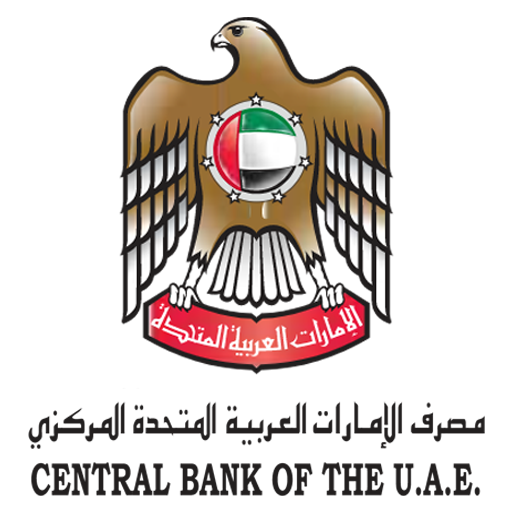 الإمارات العربية المتحدة
مصرف الإمارات العربية المتحدة المركزي
CENTRAL BANK OF THE U.A.E.